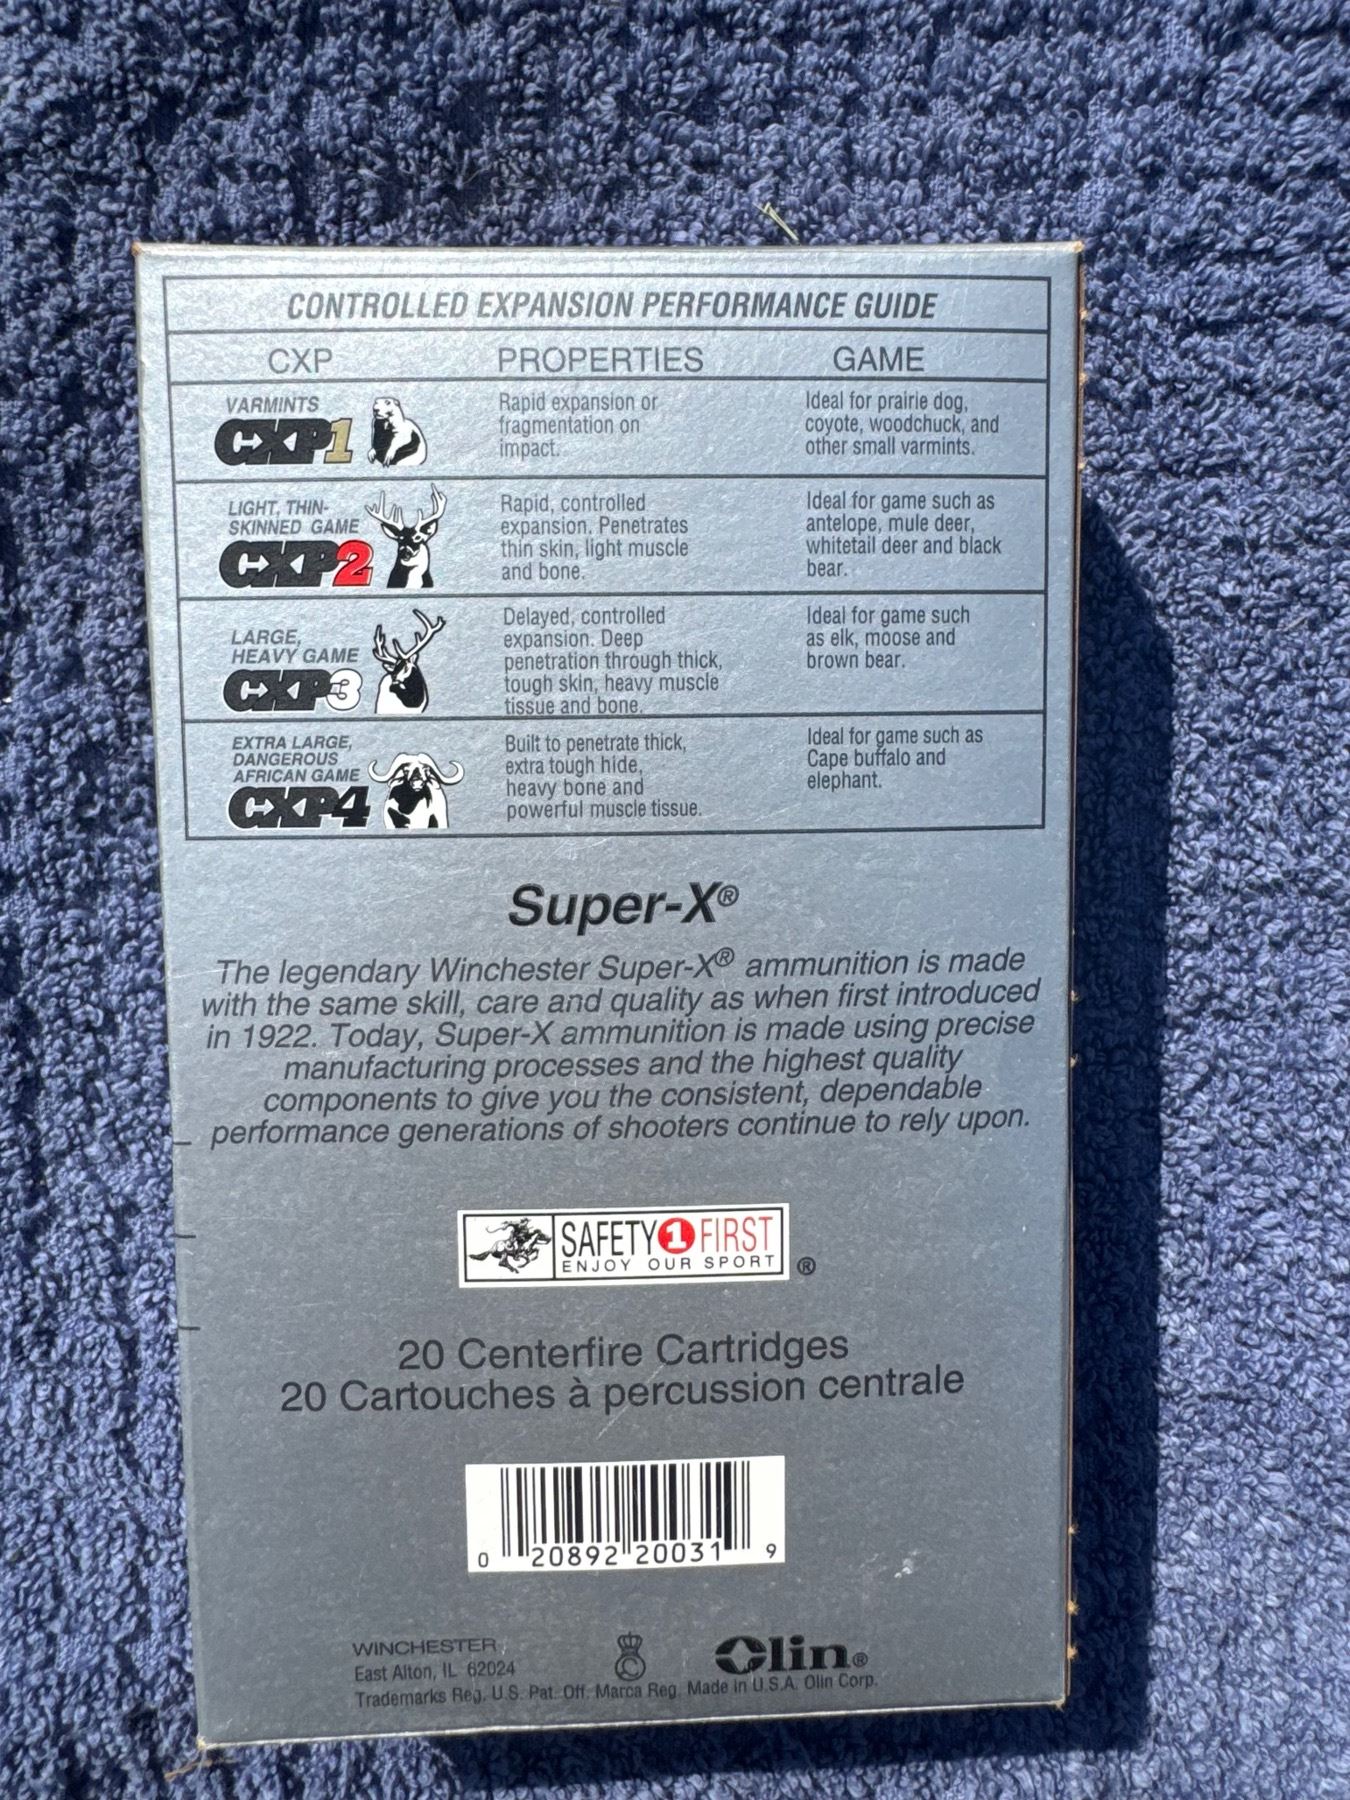 CONTROLLED EXPANSION PERFORMANCE GUIDE
CXP PROPERTIES GAME
VARMINTS
CXP1
Rapid expansion or
fragmentation on
impact.
Ideal for prairie dog,
coyote, woodchuck, and
other small varmints.
LIGHT, THIN-
SKINNED GAME
CXP2
Rapid, controlled
expansion. Penetrates
thin skin, light muscle
and bone.
Ideal for game such as
antelope, mule deer,
whitetail deer and black
bear.
LARGE,
HEAVY GAME
CXP3
Delayed, controlled
expansion. Deep
penetration through thick,
tough skin, heavy muscle
tissue and bone.
Ideal for game such
as elk, moose and
brown bear.
EXTRA LARGE,
DANGEROUS
AFRICAN GAME
CXP4
Built to penetrate thick,
extra tough hide,
heavy bone and
powerful muscle tissue.
Ideal for game such as
Cape buffalo and
elephant.
Super-X®
The legendary Winchester Super-X® ammunition is made
with the same skill, care and quality as when first introduced
in 1922. Today, Super-X ammunition is made using precise
manufacturing processes and the highest quality
components to give you the consistent, dependable
performance generations of shooters continue to rely upon.
SAFETY 1 FIRST
ENJOY OUR SPORT ®
20 Centerfire Cartridges
20 Cartouches à percussion centrale
0 20892 20031 9
WINCHESTER
East Alton, IL 62024
Olin®
Trademarks Reg. U.S. Pat. Off. Marca Reg. Made in U.S.A. Olin Corp.